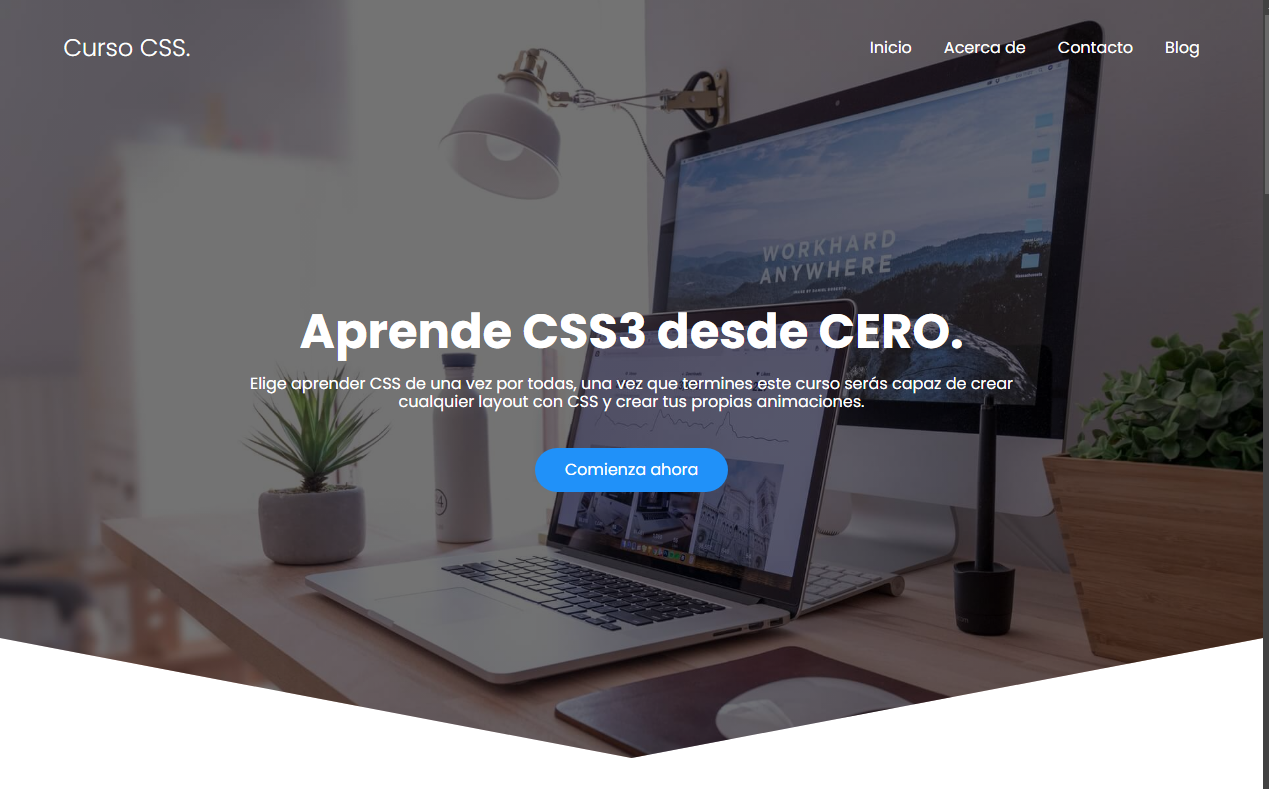 Curso CSS.
Inicio
Acerca de
Contacto
Blog
WORKHARD
ANYWHERE
Aprende CSS3 desde CERO.
Elige aprender CSS de una vez por todas, una vez que termines este curso serás capaz de crear
cualquier layout con CSS y crear tus propias animaciones.
Comienza ahora